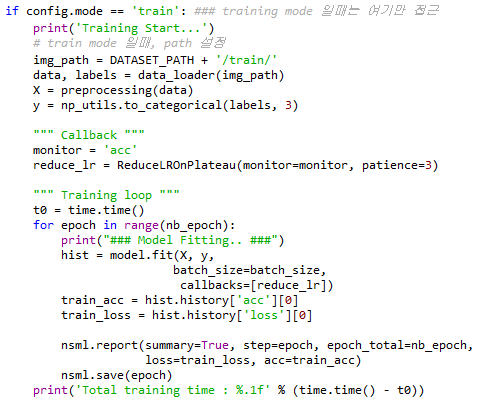 if config.mode == 'train': ### training mode 일때는 여기만 접근
    print('Training Start...')
    # train mode 일때, path 설정
    img_path = DATASET_PATH + '/train/'
    data, labels = data_loader(img_path)
    X = preprocessing(data)
    y = np_utils.to_categorical(labels, 3)

    """ Callback """
    monitor = 'acc'
    reduce_lr = ReduceLROnPlateau(monitor=monitor, patience=3)

    """ Training loop """
    t0 = time.time()
    for epoch in range(nb_epoch):
        print("### Model Fitting.. ###")
        hist = model.fit(X, y,
                         batch_size=batch_size,
                          callbacks=[reduce_lr])
        train_acc = hist.history['acc'][0]
        train_loss = hist.history['loss'][0]

        nsml.report(summary=True, step=epoch, epoch_total=nb_epoch,
                    loss=train_loss, acc=train_acc)
        nsml.save(epoch)
    print('Total training time : %.1f' % (time.time() - t0))